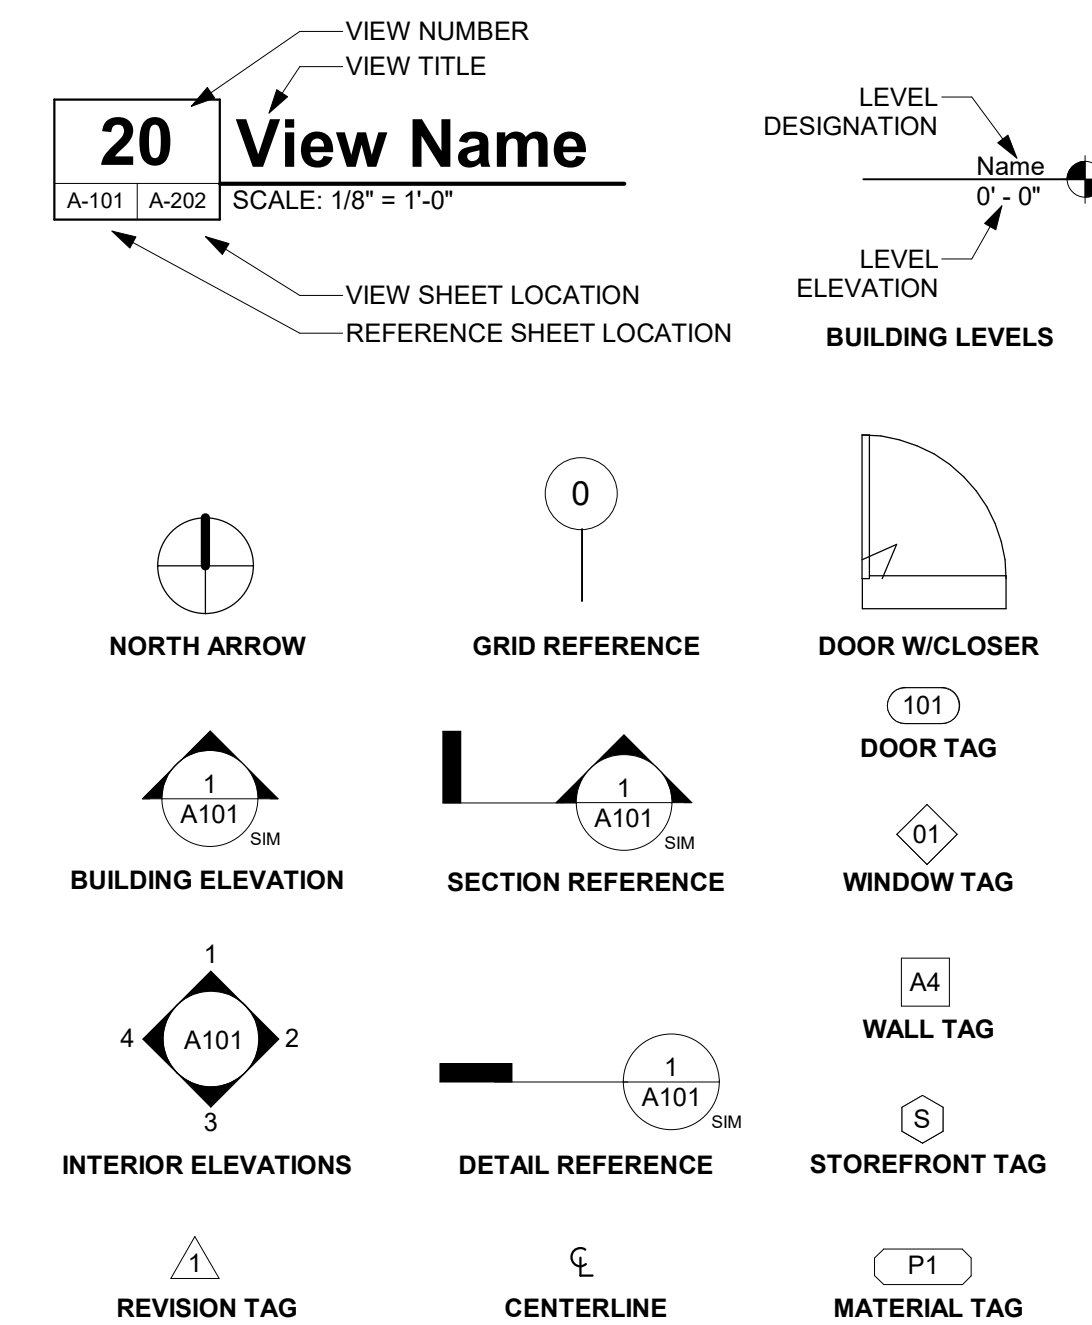 VIEW NUMBER
VIEW TITLE
20
View Name
A-101
A-202
SCALE: 1/8" = 1'-0"
VIEW SHEET LOCATION
REFERENCE SHEET LOCATION
LEVEL
DESIGNATION
Name
0' - 0"
LEVEL
ELEVATION
BUILDING LEVELS
NORTH ARROW
0
GRID REFERENCE
DOOR W/CLOSER
101
DOOR TAG
1
A101
SIM
BUILDING ELEVATION
1
A101
SIM
SECTION REFERENCE
01
WINDOW TAG
1
4
A101
2
3
INTERIOR ELEVATIONS
1
A101
SIM
DETAIL REFERENCE
A4
WALL TAG
S
STOREFRONT TAG
1
REVISION TAG
℄
CENTERLINE
P1
MATERIAL TAG